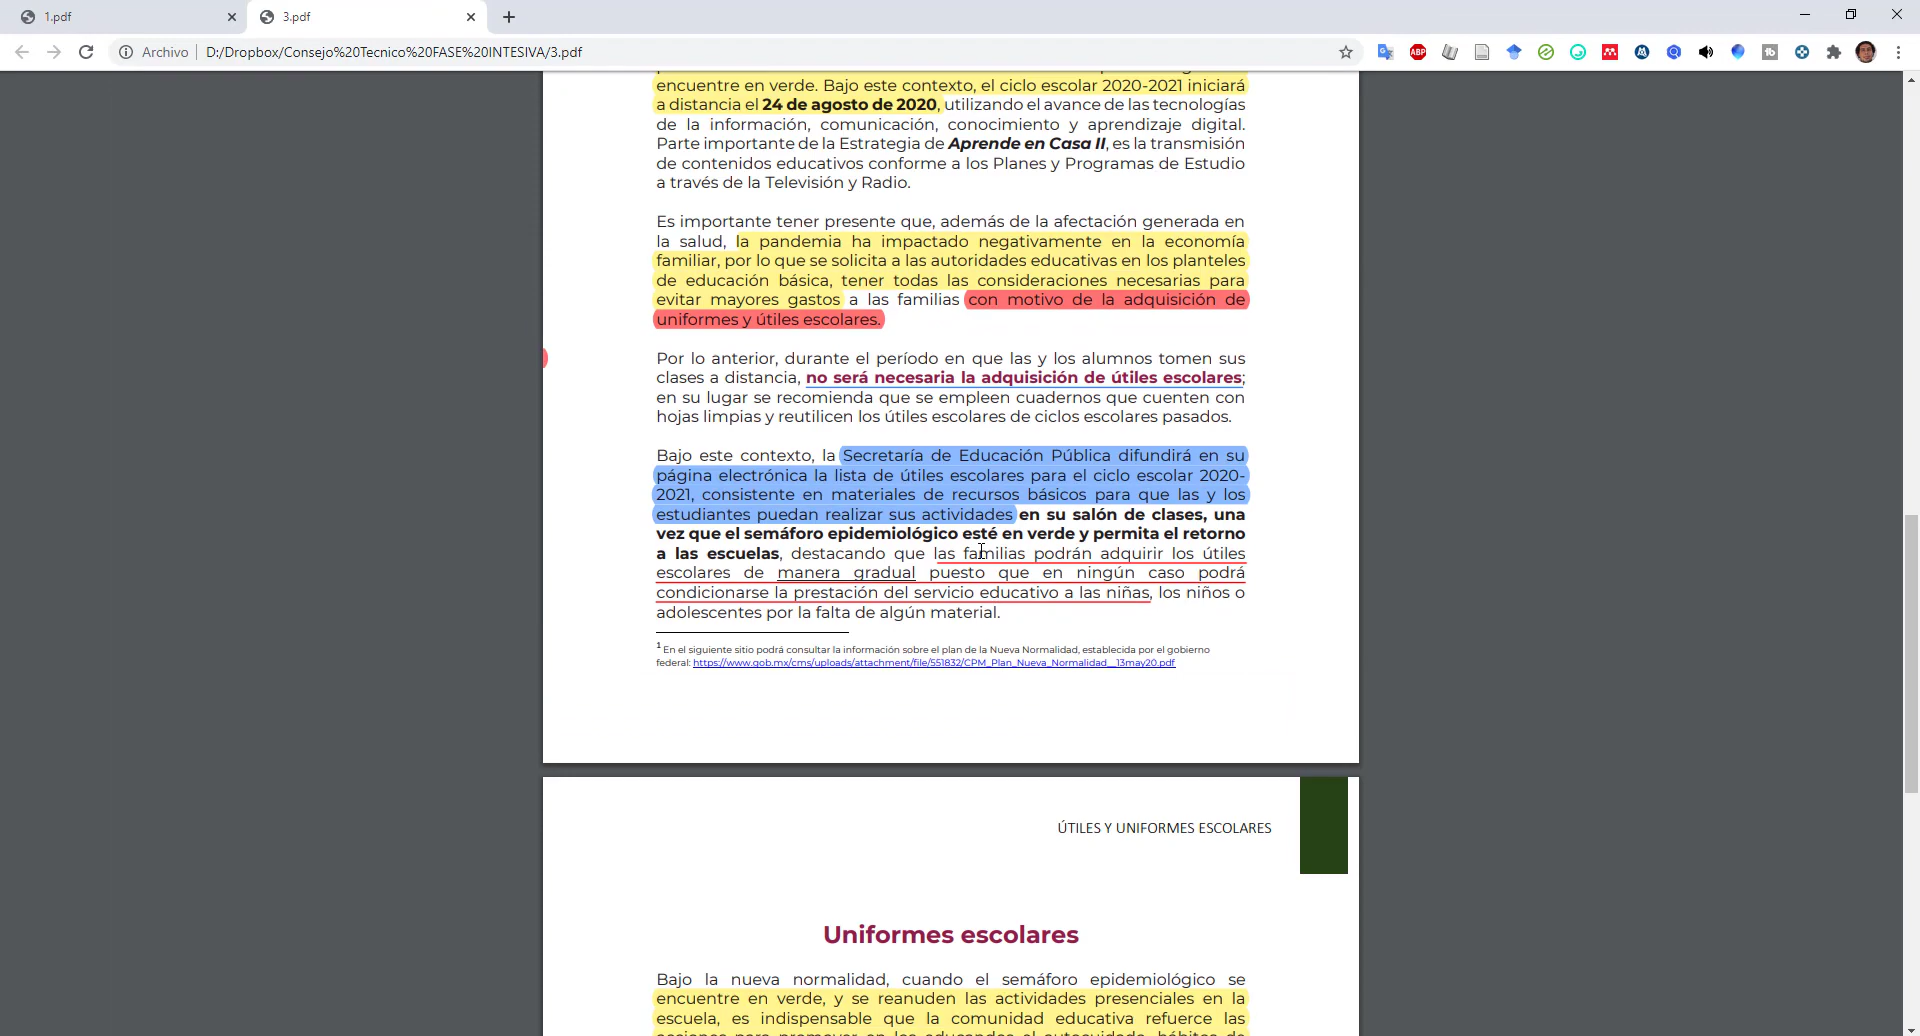 1.pdf
3.pdf
Archivo
D:/Dropbox/Consejo%20Tecnico%20FASE%20INTESIVA/3.pdf
encuentre en verde. Bajo este contexto, el ciclo escolar 2020-2021 iniciará
a distancia el 24 de agosto de 2020, utilizando el avance de las tecnologías
de la información, comunicación, conocimiento y aprendizaje digital.
Parte importante de la Estrategia de Aprende en Casa II, es la transmisión
de contenidos educativos conforme a los Planes y Programas de Estudio
a través de la Televisión y Radio.
Es importante tener presente que, además de la afectación generada en
la salud, la pandemia ha impactado negativamente en la economía
familiar, por lo que se solicita a las autoridades educativas en los planteles
de educación básica, tener todas las consideraciones necesarias para
evitar mayores gastos a las familias con motivo de la adquisición de
uniformes y útiles escolares.
Por lo anterior, durante el período en que las y los alumnos tomen sus
clases a distancia, no será necesaria la adquisición de útiles escolares;
en su lugar se recomienda que se empleen cuadernos que cuenten con
hojas limpias y reutilicen los útiles escolares de ciclos escolares pasados.
Bajo este contexto, la Secretaría de Educación Pública difundirá en su
página electrónica la lista de útiles escolares para el ciclo escolar 2020-
2021, consistente en materiales de recursos básicos para que las y los
estudiantes puedan realizar sus actividades en su salón de clases, una
vez que el semáforo epidemiológico esté en verde y permita el retorno
a las escuelas, destacando que las familias podrán adquirir los útiles
escolares de manera gradual puesto que en ningún caso podrá
condicionarse la prestación del servicio educativo a las niñas, los niños o
adolescentes por la falta de algún material.
1 En el siguiente sitio podrá consultar la información sobre el plan de la Nueva Normalidad, establecida por el gobierno
federal: https://www.gob.mx/cms/uploads/attachment/file/551832/CPM_Plan_Nueva_Normalidad__13may20.pdf
ÚTILES Y UNIFORMES ESCOLARES
Uniformes escolares
Bajo la nueva normalidad, cuando el semáforo epidemiológico se
encuentre en verde, y se reanuden las actividades presenciales en la
escuela, es indispensable que la comunidad educativa refuerce las